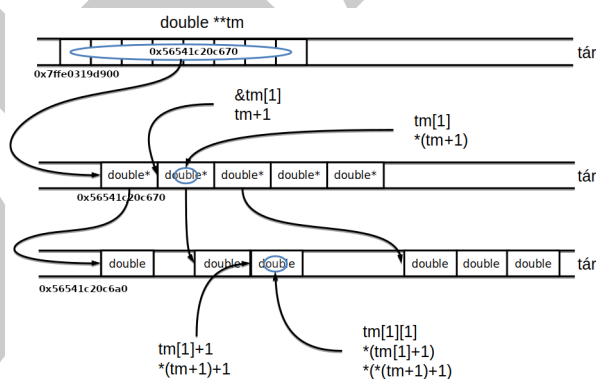 double **tm
0x56541c20c670
tár
0x7ffe0319d900
&tm[1]
tm+1
tm[1]
*(tm+1)
double* double* double* double* double*
tár
0x56541c20c670
double double double double double double
tár
0x56541c20c6a0
tm[1]+1
*(tm+1)+1
tm[1][1]
*(tm[1]+1)
*(*(tm+1)+1)